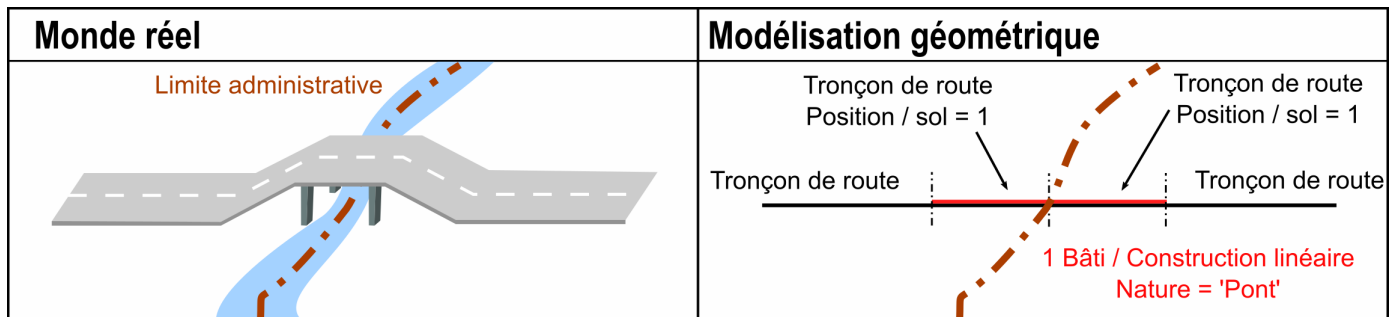 Monde réel
Limite administrative
Modélisation géométrique
Tronçon de route
Position / sol = 1
Tronçon de route
Position / sol = 1
Tronçon de route
Tronçon de route
1 Bâti / Construction linéaire
Nature = 'Pont'